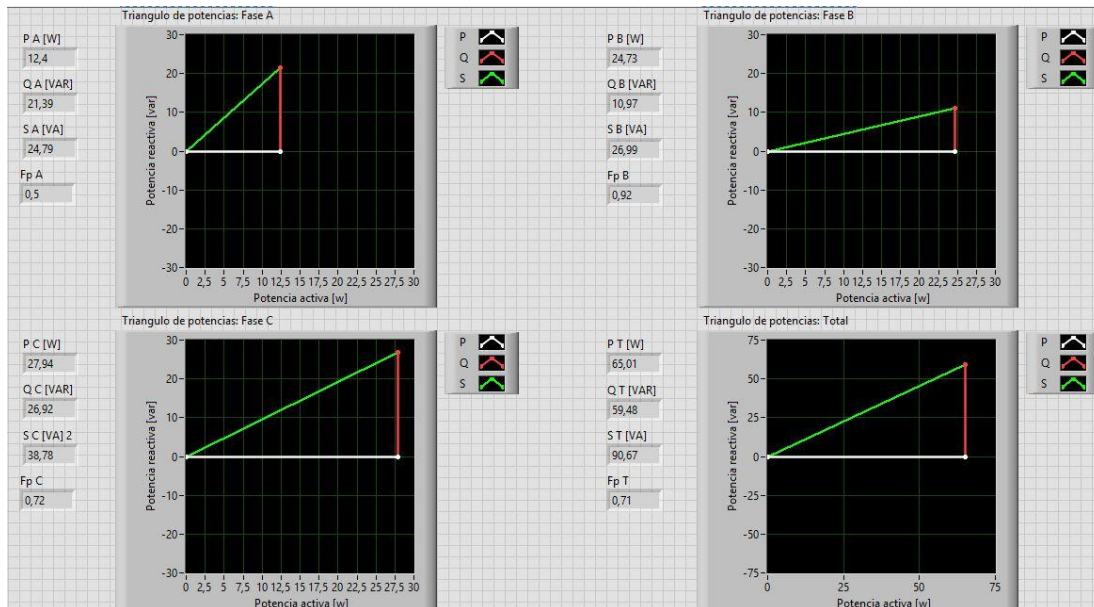 Triangulo de potencias: Fase A
P A [W]
12,4
Q A [VAR]
21,39
S A [VA]
24,79
Fp A
0,5
Potencia reactiva [var]
30
20
10
0
-10
-20
-30
0 2,5 5 7,5 10 12,5 15 17,5 20 22,5 25 27,5 30
Potencia activa [w]
P
Q
S
Triangulo de potencias: Fase B
P B [W]
24,73
Q B [VAR]
10,97
S B [VA]
26,99
Fp B
0,92
Potencia reactiva [var]
30
20
10
0
-10
-20
-30
0 2,5 5 7,5 10 12,5 15 17,5 20 22,5 25 27,5 30
Potencia activa [w]
P
Q
S
Triangulo de potencias: Fase C
P C [W]
27,94
Q C [VAR]
26,92
S C [VA] 2
38,78
Fp C
0,72
Potencia reactiva [var]
30
20
10
0
-10
-20
-30
0 2,5 5 7,5 10 12,5 15 17,5 20 22,5 25 27,5 30
Potencia activa [w]
P
Q
S
Triangulo de potencias: Total
P T [W]
65,01
Q T [VAR]
59,48
S T [VA]
90,67
Fp T
0,71
Potencia reactiva [var]
75
50
25
0
-25
-50
-75
0 25 50 75
Potencia activa [w]
P
Q
S